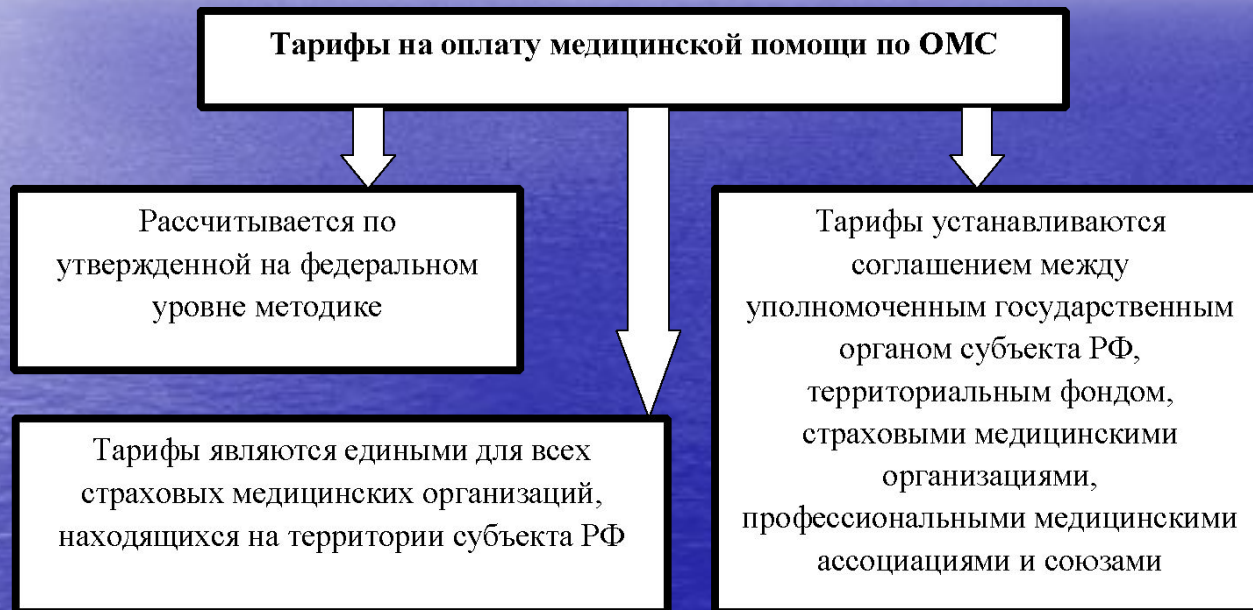 Тарифы на оплату медицинской помощи по ОМС
Рассчитывается по
утвержденной на федеральном
уровне методике
Тарифы являются едиными для всех
страховых медицинских организаций,
находящихся на территории субъекта РФ
Тарифы устанавливаются
соглашением между
уполномоченным государственным
органом субъекта РФ,
территориальным фондом,
страховыми медицинскими
организациями,
профессиональными медицинскими
ассоциациями и союзами